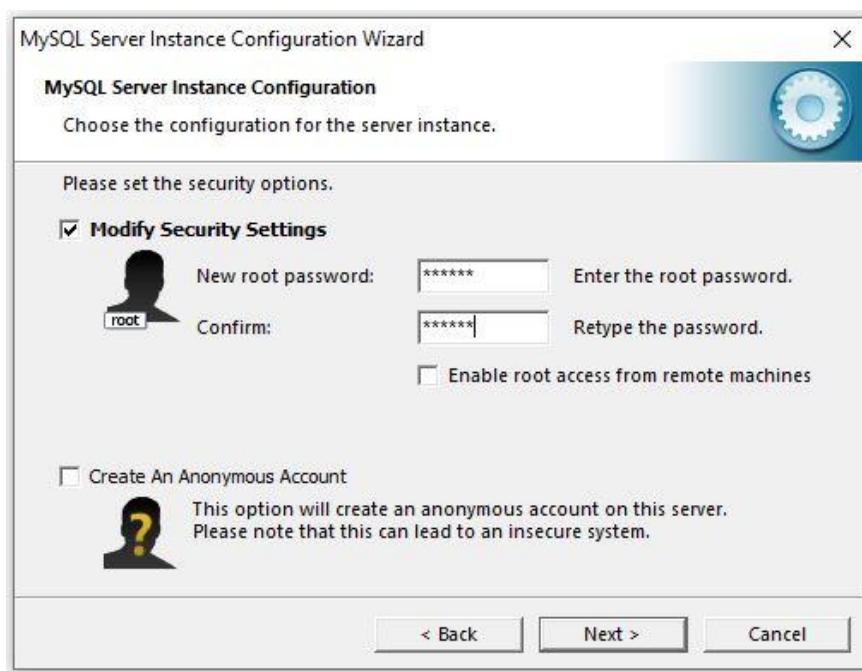 MySQL Server Instance Configuration Wizard
MySQL Server Instance Configuration
Choose the configuration for the server instance.
Please set the security options.
Modify Security Settings
New root password: ****** Enter the root password.
root
Confirm: ****** Retype the password.
Enable root access from remote machines
Create An Anonymous Account
This option will create an anonymous account on this server.
Please note that this can lead to an insecure system.
?
< Back Next > Cancel